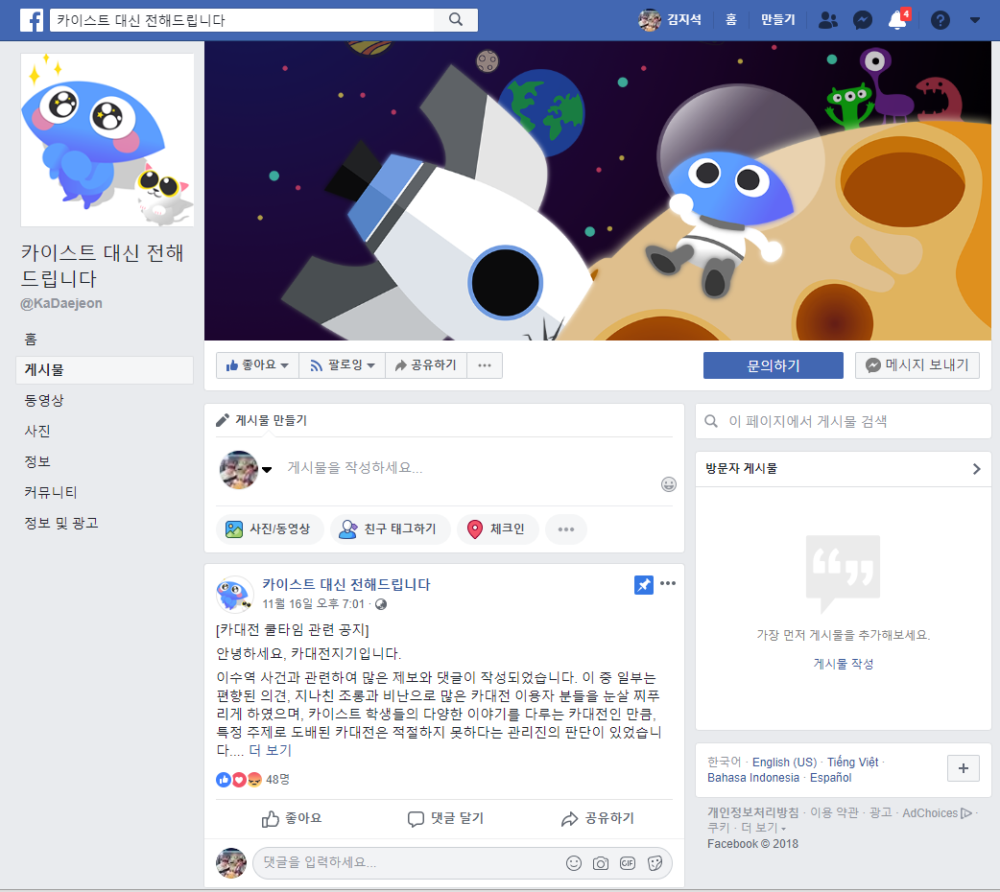 카이스트 대신 전해드립니다
김지석
홈
만들기
4
카이스트 대신 전해
드립니다
@KaDaejeon
홈
게시물
동영상
사진
정보
커뮤니티
정보 및 광고
좋아요
팔로잉
공유하기
문의하기
메시지 보내기
게시물 만들기
게시물을 작성하세요...
사진/동영상
친구 태그하기
체크인
카이스트 대신 전해드립니다
11월 16일 오후 7:01 ·
[카대전 쿨타임 관련 공지]
안녕하세요, 카대전지기입니다.
이수역 사건과 관련하여 많은 제보와 댓글이 작성되었습니다. 이 중 일부는
편향된 의견, 지나친 조롱과 비난으로 많은 카대전 이용자 분들을 눈살 찌푸
리게 하였으며, 카이스트 학생들의 다양한 이야기를 다루는 카대전인 만큼,
특정 주제로 도배된 카대전은 적절하지 못하다는 관리진의 판단이 있었습니
다.... 더 보기
48명
좋아요
댓글 달기
공유하기
댓글을 입력하세요...
GIF
이 페이지에서 게시물 검색
방문자 게시물
가장 먼저 게시물을 추가해보세요.
게시물 작성
한국어 · English (US) · Tiếng Việt ·
Bahasa Indonesia · Español
개인정보처리방침 · 이용 약관 · 광고 · AdChoices ·
쿠키 · 더 보기
Facebook © 2018